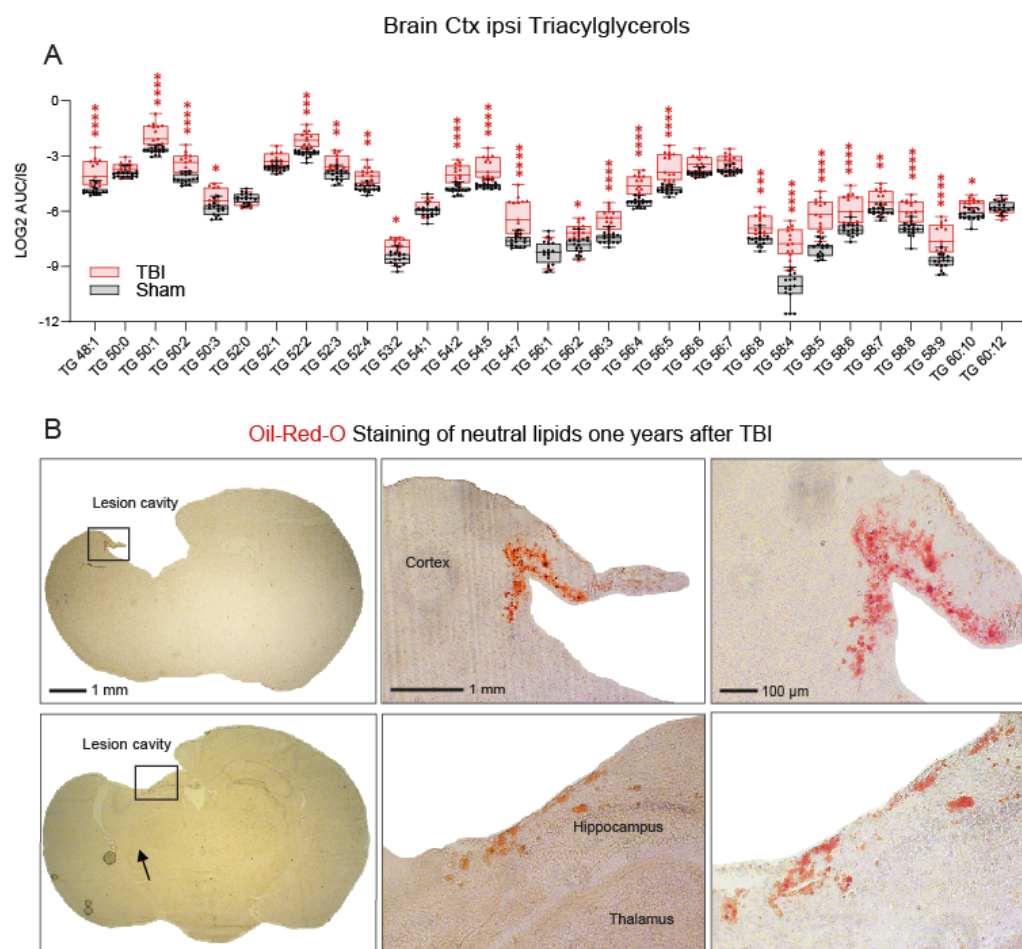 Brain Ctx ipsi Triacylglycerols
A
****
****
****
*
***
**
**
*
****
****
****
*
****
****
****
***
****
****
****
**
****
***
*
LOG2 AUC/IS
0
-3
-6
-9
-12
TBI
Sham
TG 48:1
TG 50:0
TG 50:1
TG 50:2
TG 50:3
TG 52:0
TG 52:1
TG 52:2
TG 52:3
TG 52:4
TG 53:2
TG 54:1
TG 54:2
TG 54:5
TG 54:7
TG 56:1
TG 56:2
TG 56:3
TG 56:4
TG 56:5
TG 56:6
TG 56:7
TG 56:8
TG 58:4
TG 58:5
TG 58:6
TG 58:7
TG 58:8
TG 58:9
TG 60:10
TG 60:12
B
Oil-Red-O Staining of neutral lipids one years after TBI
Lesion cavity
1 mm
Cortex
1 mm
100 µm
Lesion cavity
Hippocampus
Thalamus